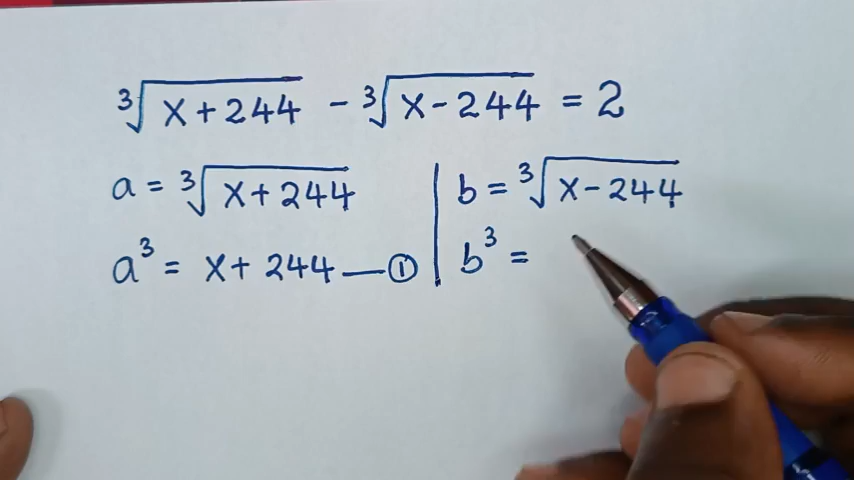 ∛(x+244) - ∛(x-244) = 2
a = ∛(x+244) | b = ∛(x-244)
a³ = x+244 —① | b³ =